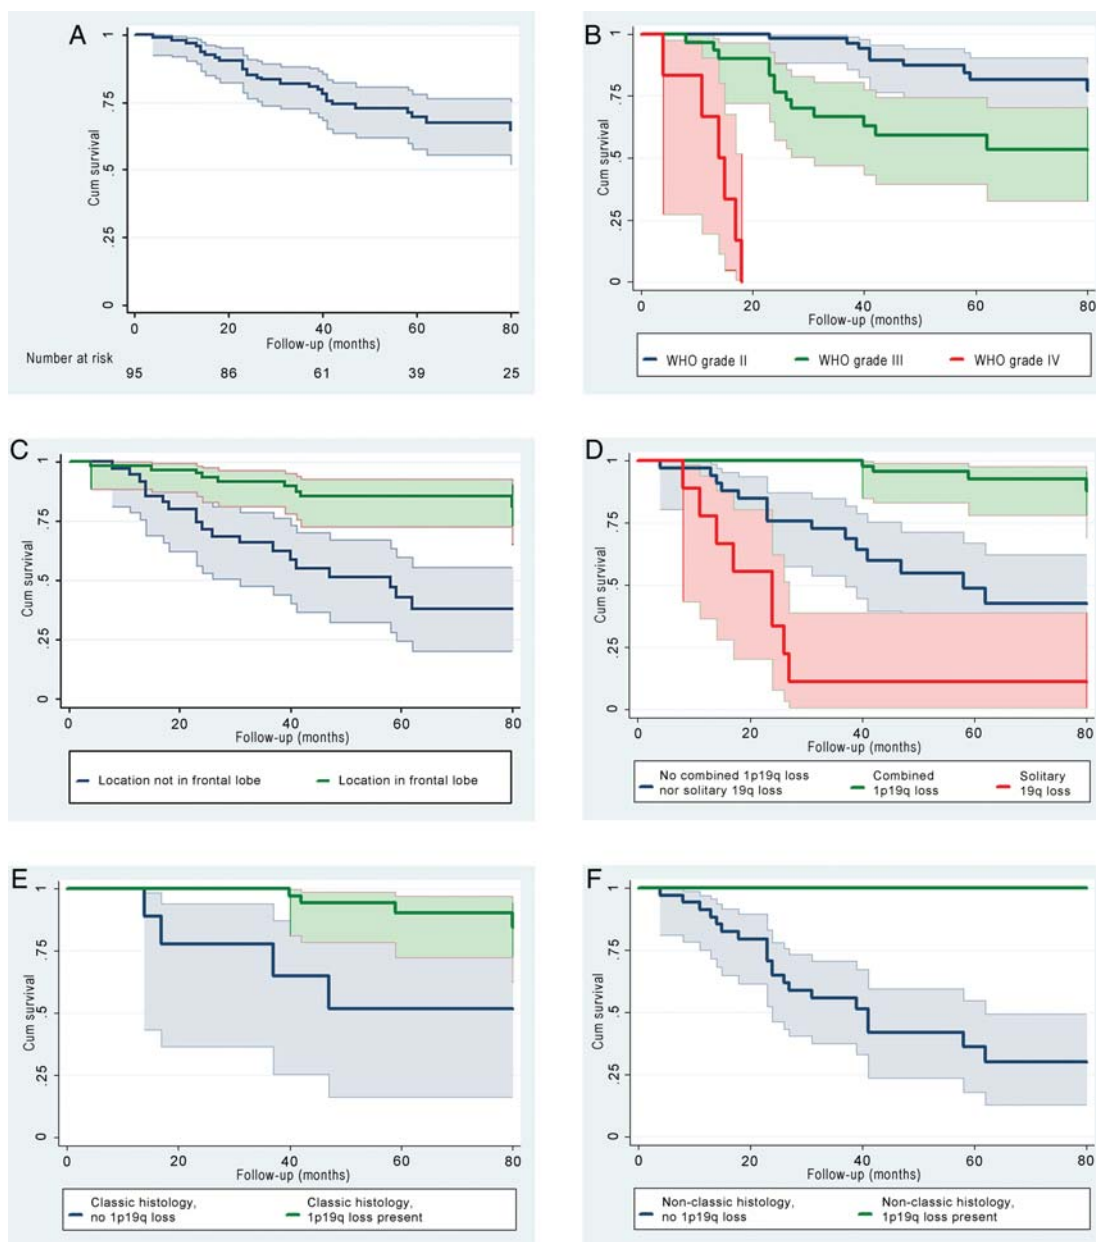 A
Cum survival
1
.75
.5
.25
0
0 20 40 60 80
Follow-up (months)
Number at risk
95 86 61 39 25
B
Cum survival
1
.75
.5
.25
0
0 20 40 60 80
Follow-up (months)
WHO grade II WHO grade III WHO grade IV
C
Cum survival
1
.75
.5
.25
0
0 20 40 60 80
Follow-up (months)
Location not in frontal lobe Location in frontal lobe
D
Cum survival
1
.75
.5
.25
0
0 20 40 60 80
Follow-up (months)
No combined 1p19q loss
nor solitary 19q loss
Combined
1p19q loss
Solitary
19q loss
E
Cum survival
1
.75
.5
.25
0
0 20 40 60 80
Follow-up (months)
Classic histology,
no 1p19q loss
Classic histology,
1p19q loss present
F
Cum survival
1
.75
.5
.25
0
0 20 40 60 80
Follow-up (months)
Non-classic histology,
no 1p19q loss
Non-classic histology,
1p19q loss present